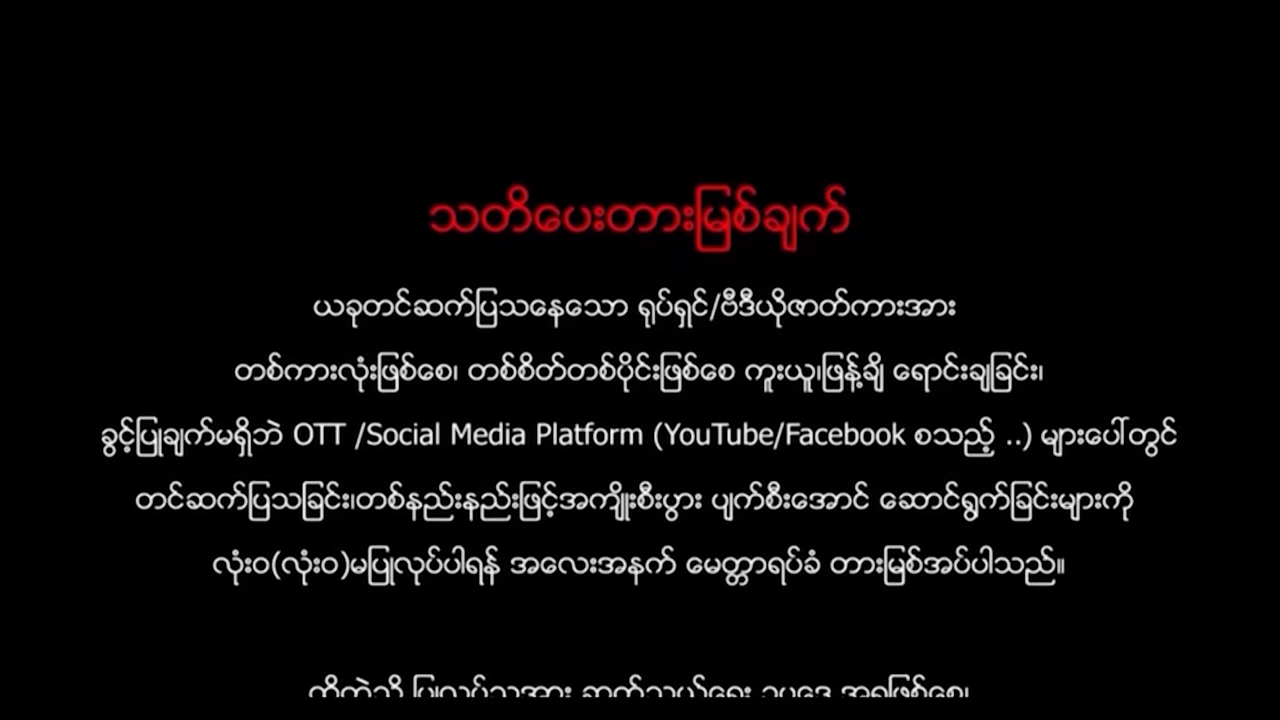 သတိပေးတားမြစ်ချက်
ယခုတင်ဆက်ပြသနေသော ရုပ်ရှင်/ဗီဒီယိုဇာတ်ကားအား
တစ်ကားလုံးဖြစ်စေ၊ တစ်စိတ်တစ်ပိုင်းဖြစ်စေ ကူးယူ၊ဖြန့်ချိ ရောင်းချခြင်း၊
ခွင့်ပြုချက်မရှိဘဲ OTT /Social Media Platform (YouTube/Facebook စသည့် ..) များပေါ်တွင်
တင်ဆက်ပြသခြင်း၊တစ်နည်းနည်းဖြင့်အကျိုးစီးပွား ပျက်စီးအောင် ဆောင်ရွက်ခြင်းများကို
လုံးဝ(လုံးဝ)မပြုလုပ်ပါရန် အလေးအနက် မေတ္တာရပ်ခံ တားမြစ်အပ်ပါသည်။